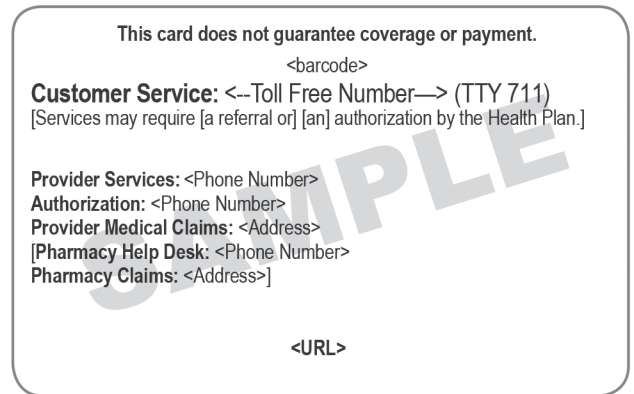 This card does not guarantee coverage or payment.
<barcode>
Customer Service: <--Toll Free Number—> (TTY 711)
[Services may require [a referral or] [an] authorization by the Health Plan.]
Provider Services: <Phone Number>
Authorization: <Phone Number>
Provider Medical Claims: <Address>
[Pharmacy Help Desk: <Phone Number>
Pharmacy Claims: <Address>]
SAMPLE
<URL>